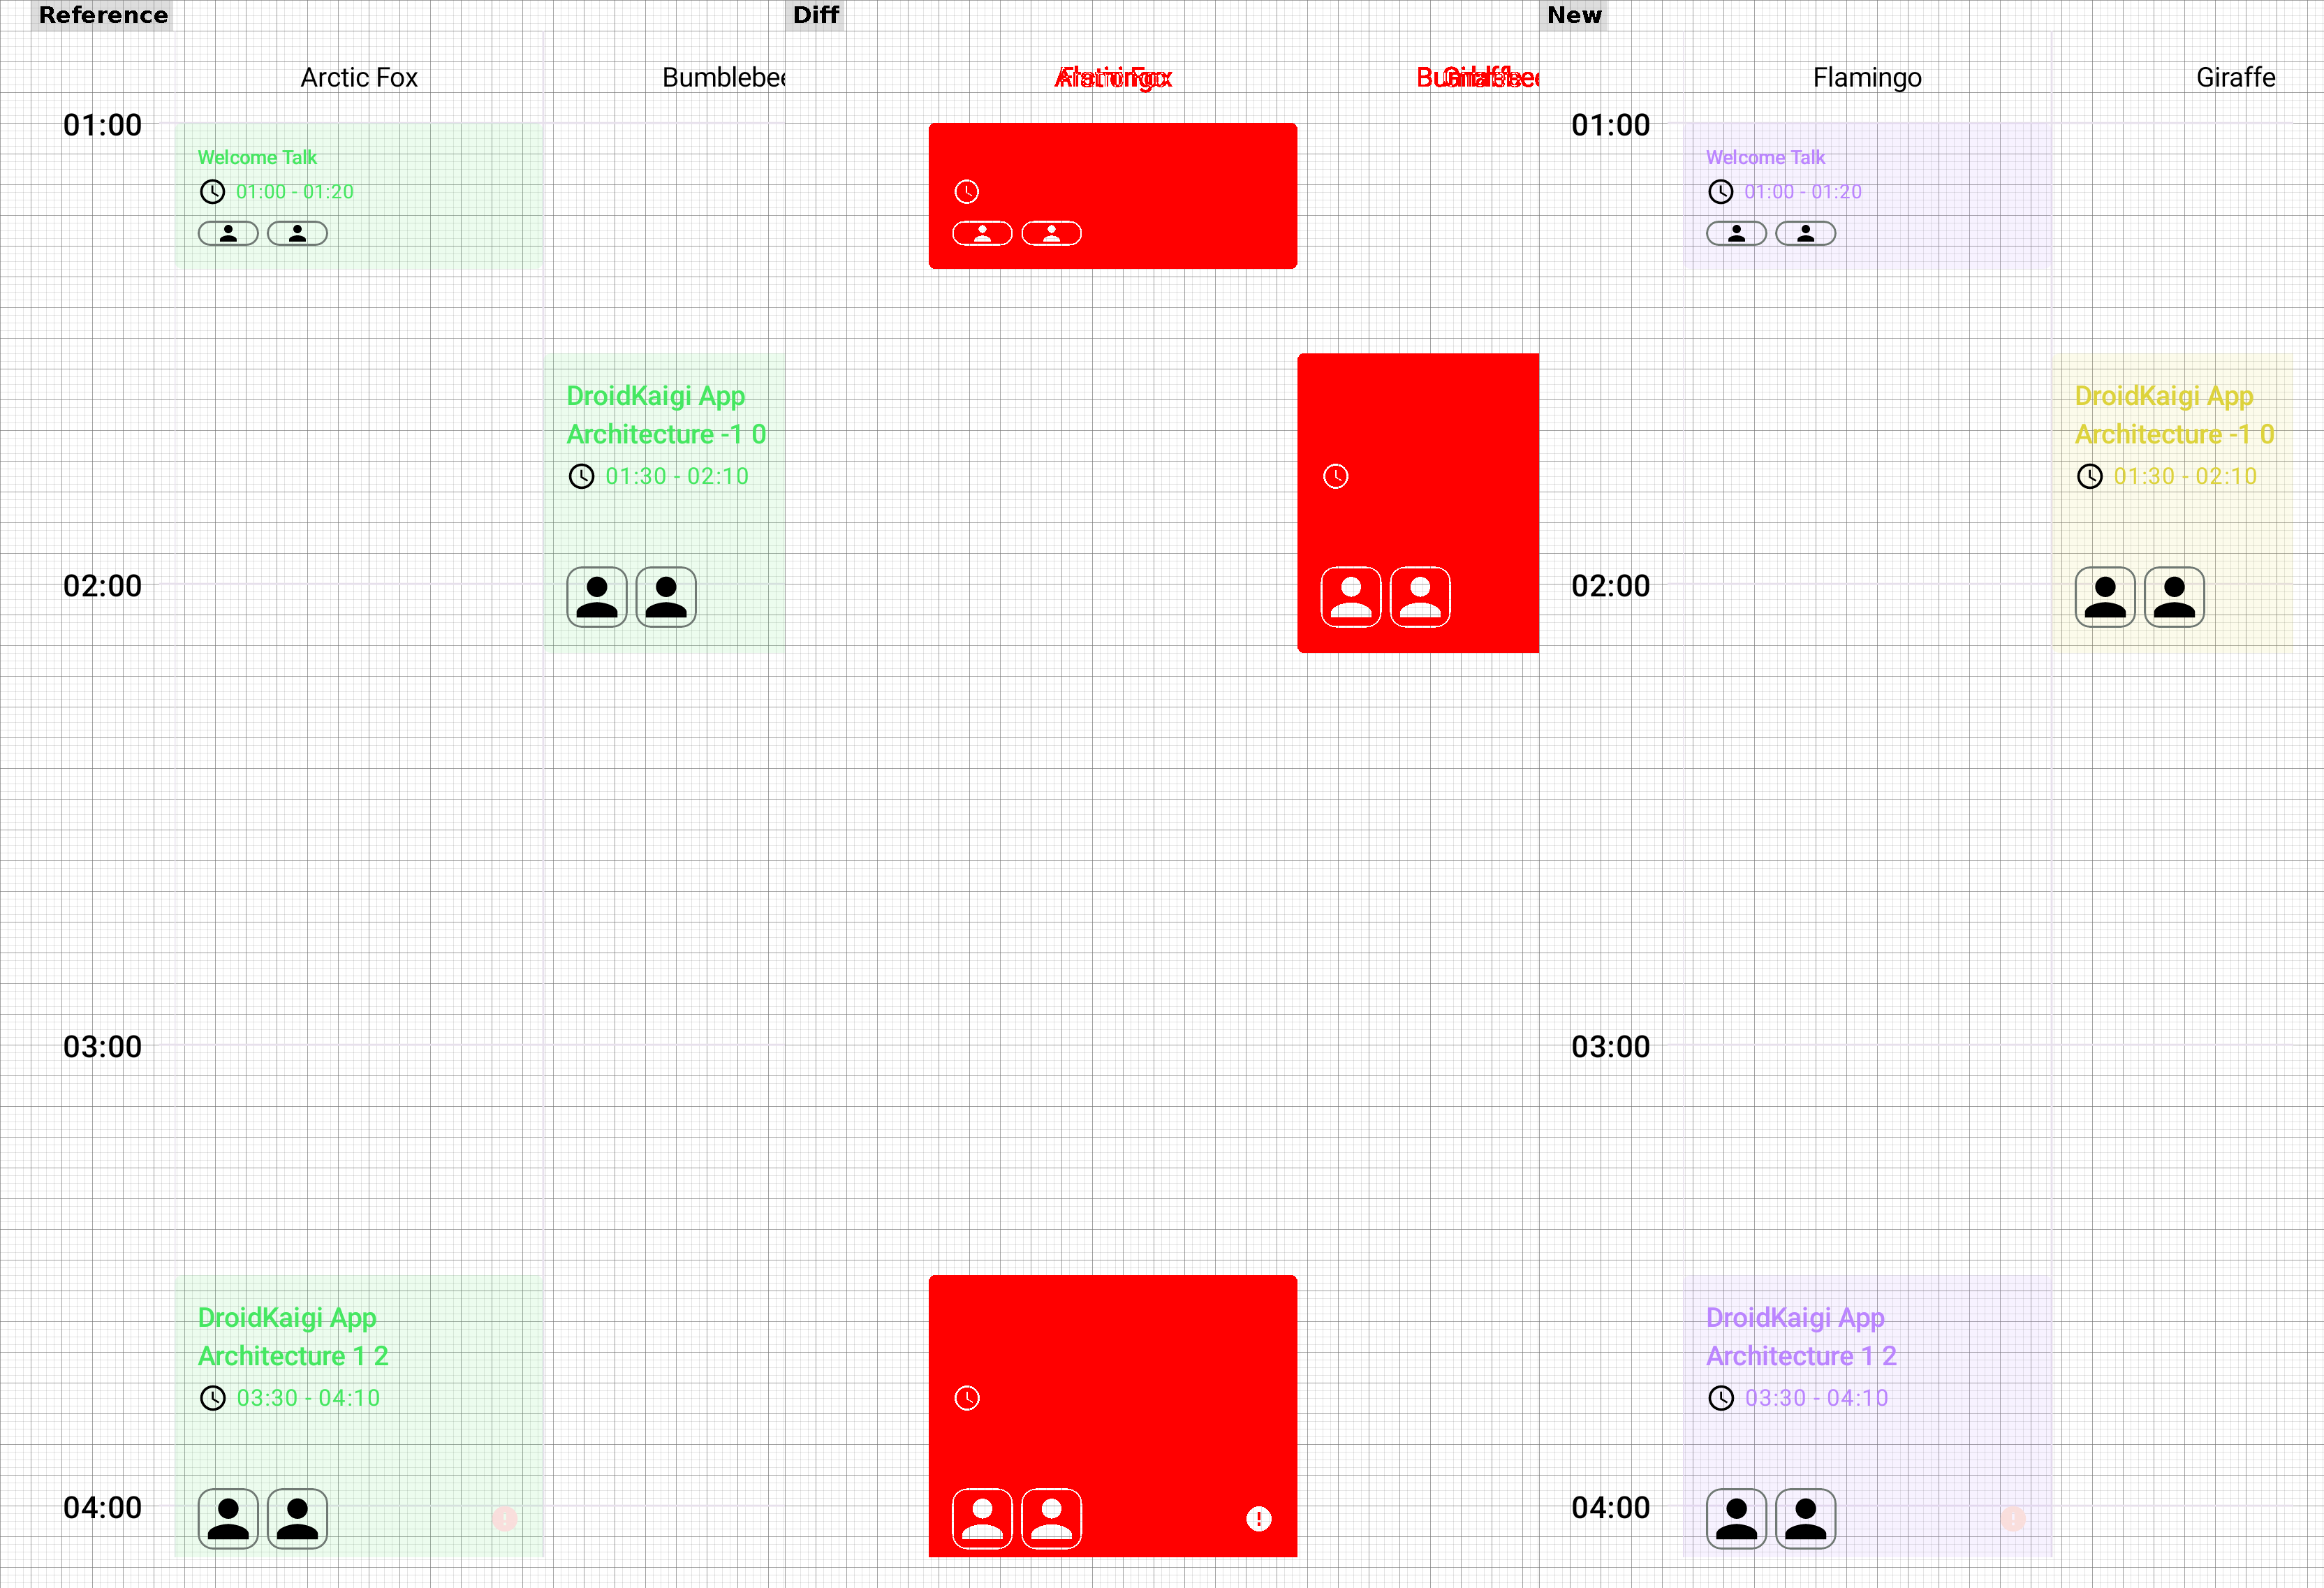 Reference
Arctic Fox
Bumblebee
01:00
Welcome Talk
01:00 - 01:20
DroidKaigi App
Architecture -1 0
01:30 - 02:10
02:00
03:00
DroidKaigi App
Architecture 1 2
03:30 - 04:10
04:00
Diff
New
Flamingo
Giraffe
01:00
Welcome Talk
01:00 - 01:20
DroidKaigi App
Architecture -1 0
01:30 - 02:10
02:00
03:00
DroidKaigi App
Architecture 1 2
03:30 - 04:10
04:00